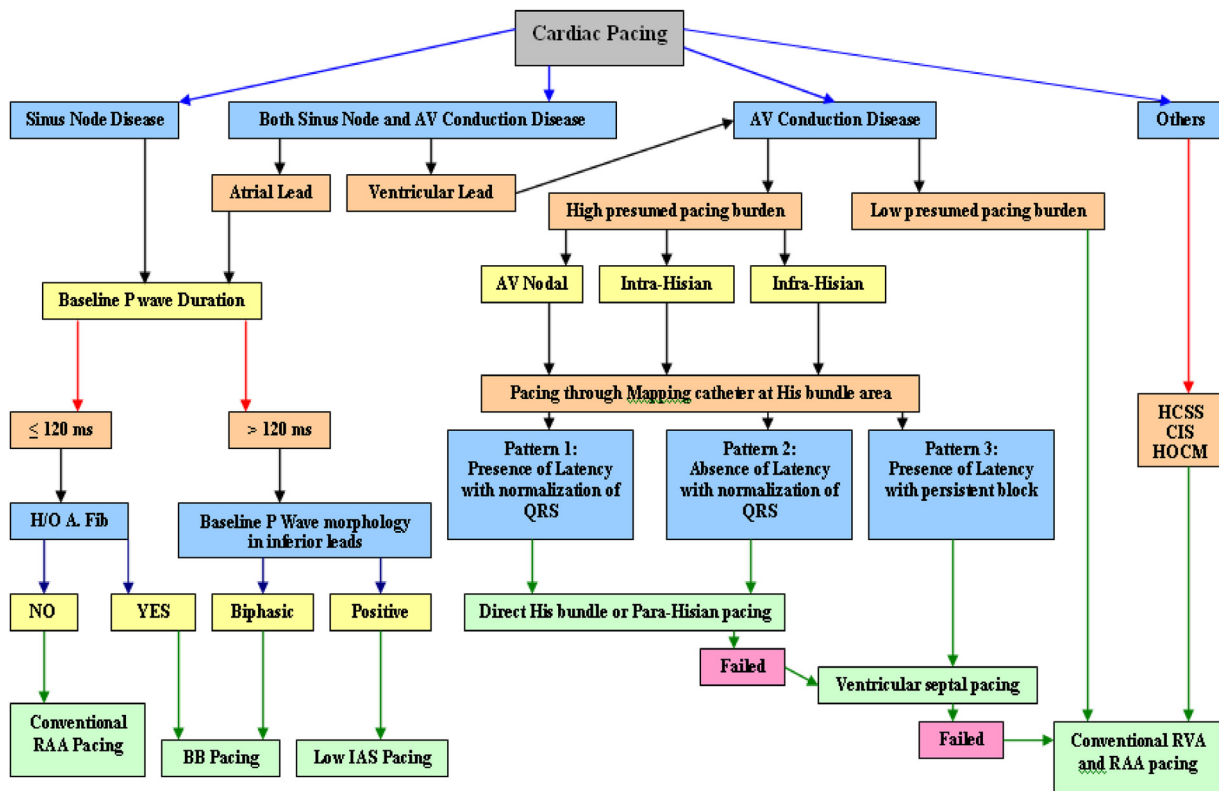 Cardiac Pacing
Sinus Node Disease
Both Sinus Node and AV Conduction Disease
AV Conduction Disease
Others
Atrial Lead
Ventricular Lead
High presumed pacing burden
Low presumed pacing burden
AV Nodal
Intra-Hisian
Infra-Hisian
Baseline P wave Duration
Pacing through Mapping catheter at His bundle area
≤ 120 ms
> 120 ms
HCSS
CIS
HOCM
Pattern 1:
Presence of Latency
with normalization of
QRS
Pattern 2:
Absence of Latency
with normalization of
QRS
Pattern 3:
Presence of Latency
with persistent block
H/O A. Fib
Baseline P Wave morphology
in inferior leads
NO
YES
Biphasic
Positive
Direct His bundle or Para-Hisian pacing
Failed
Ventricular septal pacing
Conventional
RAA Pacing
BB Pacing
Low IAS Pacing
Failed
Conventional RVA
and RAA pacing